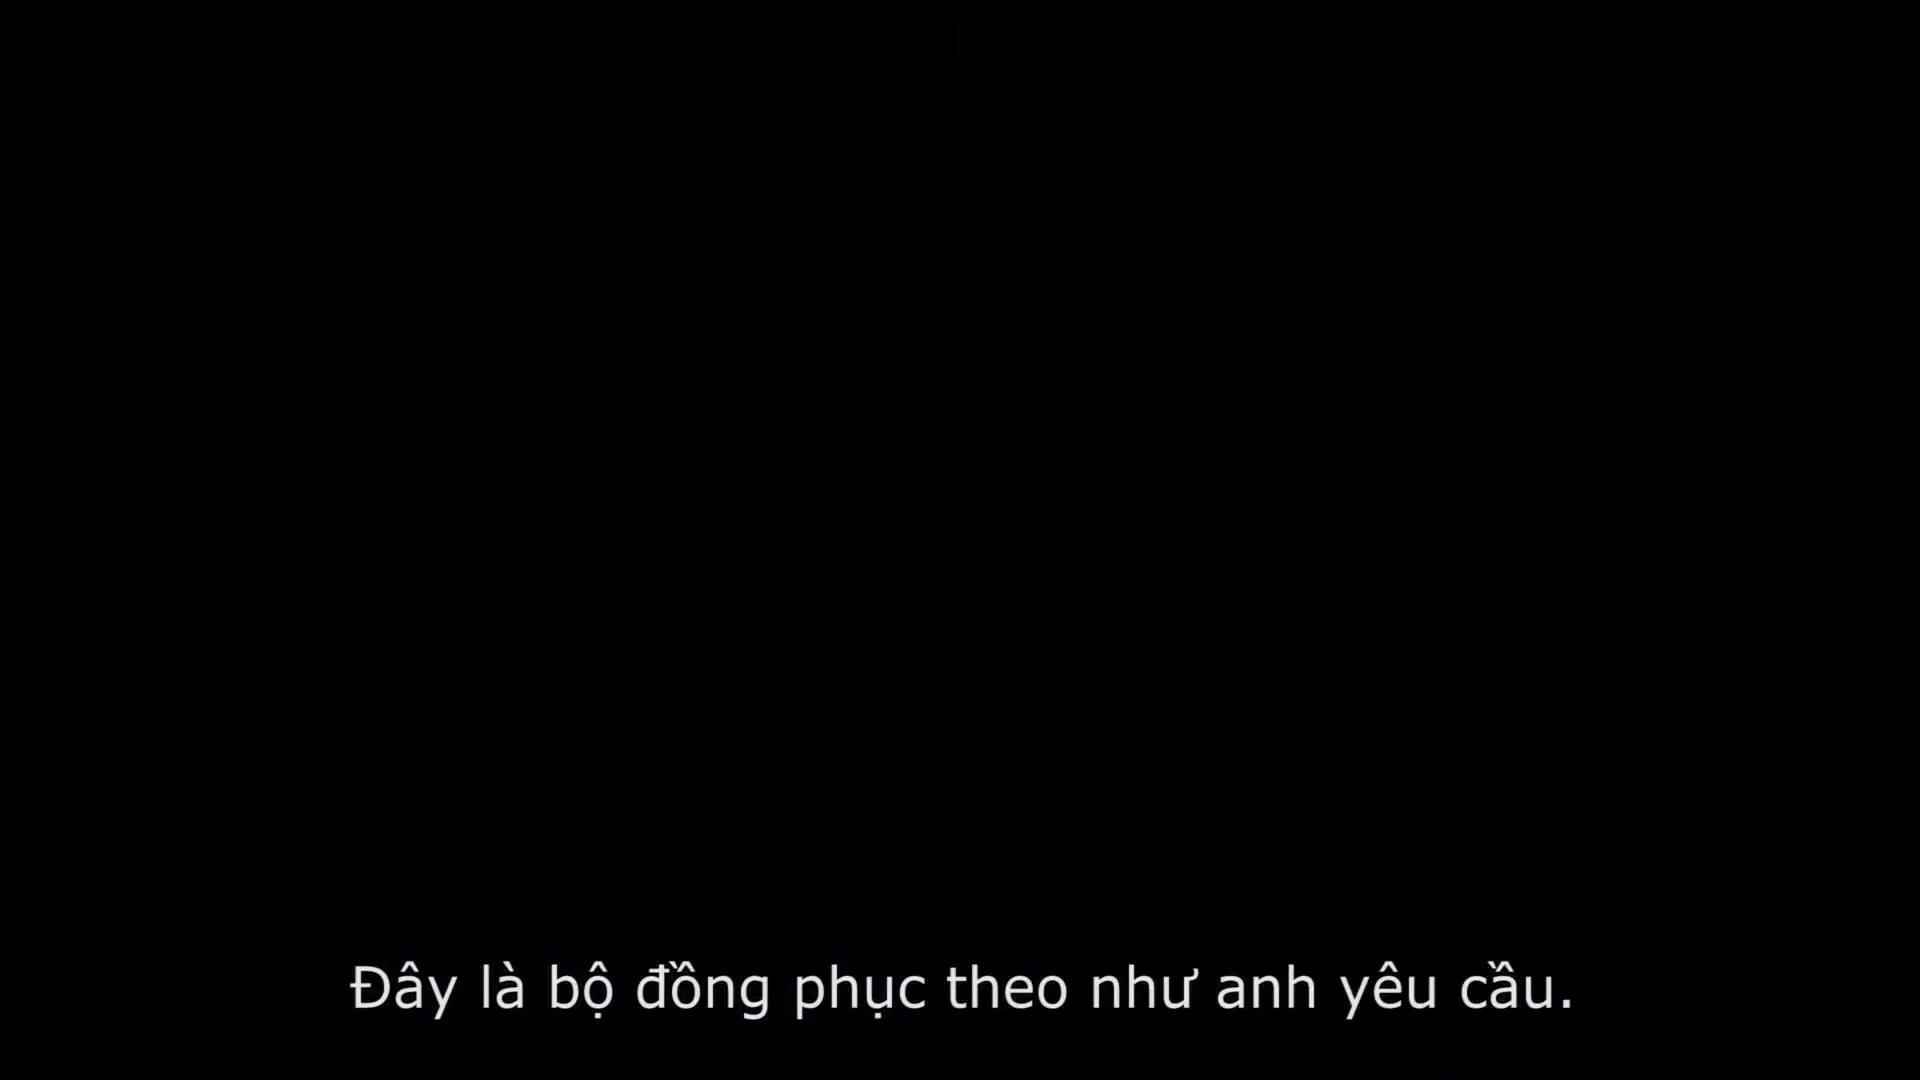 Đây là bộ đồng phục theo như anh yêu cầu.